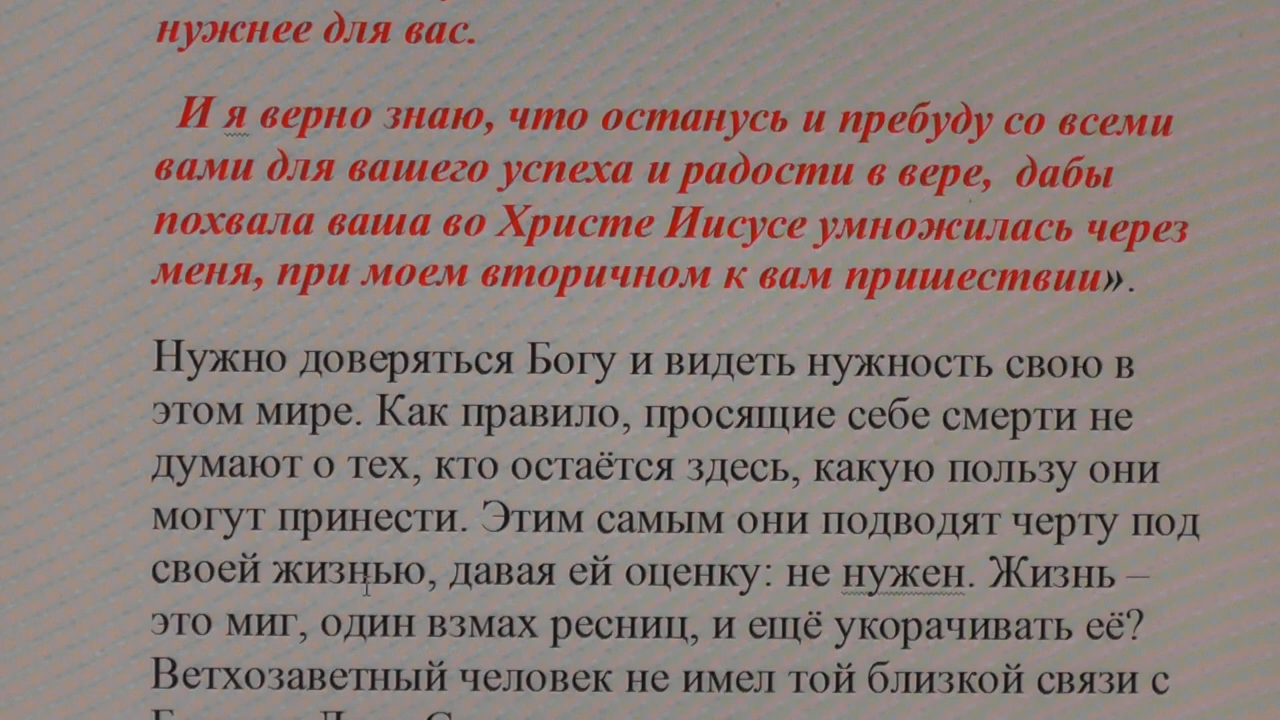 нужнее для вас.
И я верно знаю, что останусь и пребуду со всеми
вами для вашего успеха и радости в вере, дабы
похвала ваша во Христе Иисусе умножилась через
меня, при моем вторичном к вам пришествии».
Нужно доверяться Богу и видеть нужность свою в
этом мире. Как правило, просящие себе смерти не
думают о тех, кто остаётся здесь, какую пользу они
могут принести. Этим самым они подводят черту под
своей жизнью, давая ей оценку: не нужен. Жизнь –
это миг, один взмах ресниц, и ещё укорачивать её?
Ветхозаветный человек не имел той близкой связи с